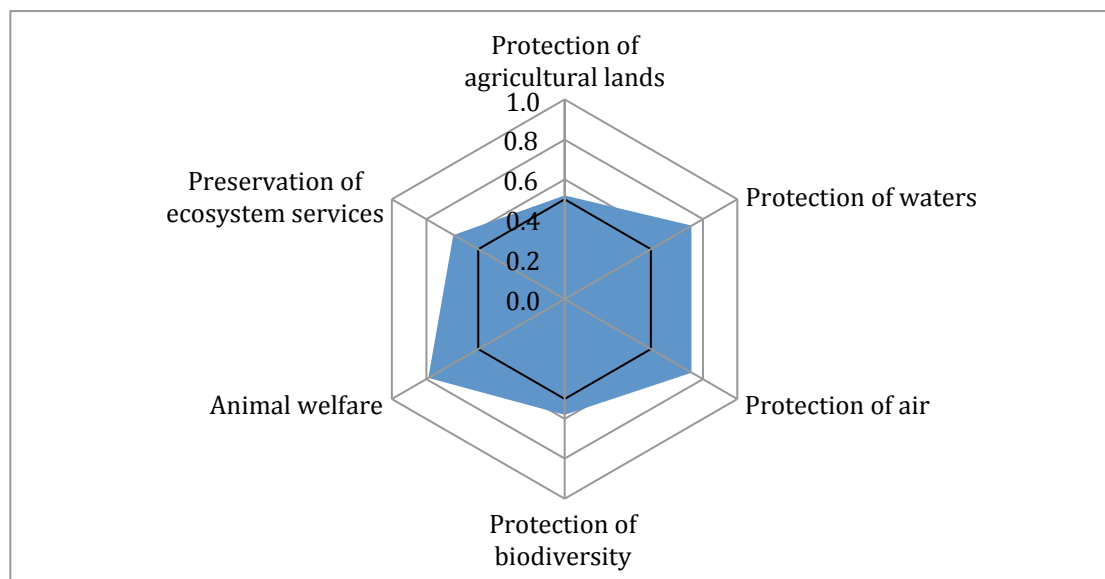 Protection of
agricultural lands
1.0
0.8
0.6
0.4
0.2
0.0
Preservation of
ecosystem services
Protection of waters
Animal welfare
Protection of air
Protection of
biodiversity